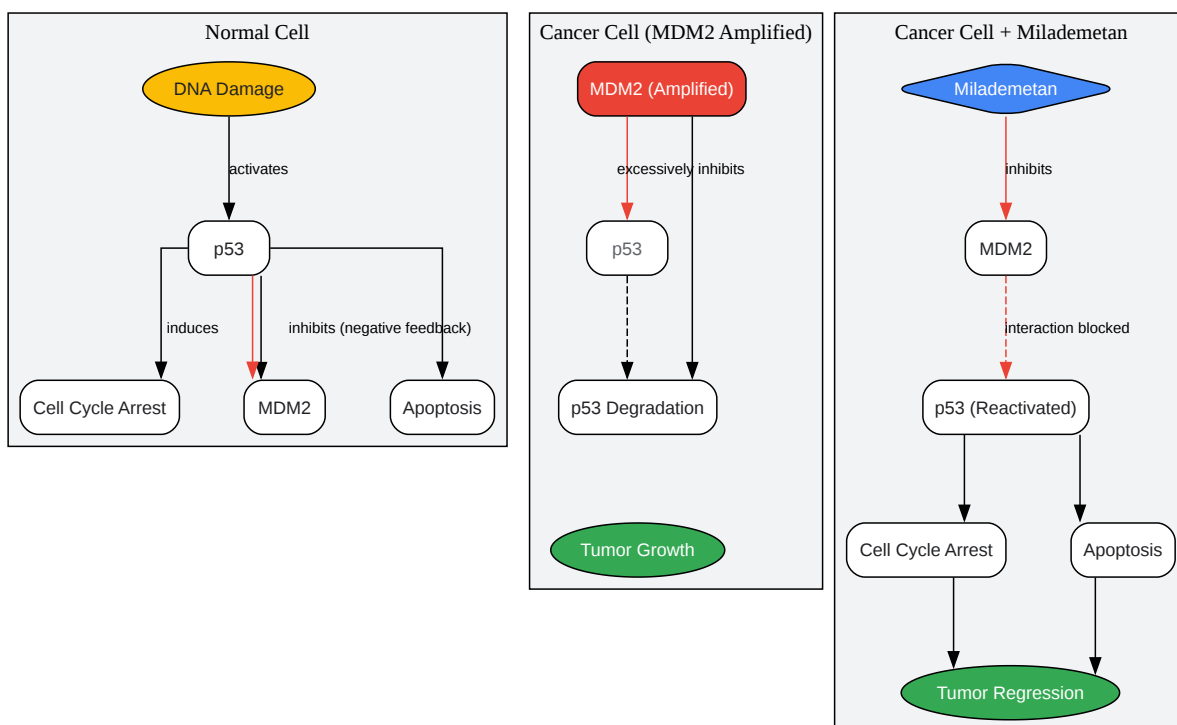 Normal Cell
DNA Damage
activates
p53
induces
inhibits (negative feedback)
Cell Cycle Arrest
MDM2
Apoptosis
Cancer Cell (MDM2 Amplified)
MDM2 (Amplified)
excessively inhibits
p53
p53 Degradation
Tumor Growth
Cancer Cell + Milademetan
Milademetan
inhibits
MDM2
interaction blocked
p53 (Reactivated)
Cell Cycle Arrest
Apoptosis
Tumor Regression